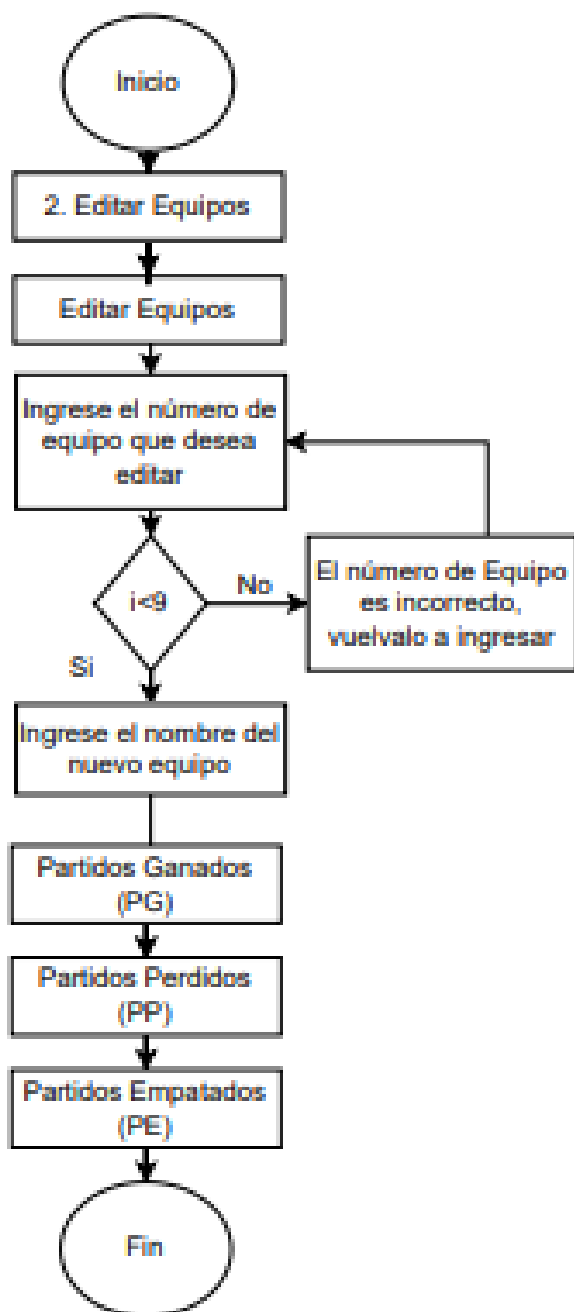 Inicio
2. Editar Equipos
Editar Equipos
Ingrese el número de
equipo que desea
editar
i<9
No
El número de Equipo
es incorrecto,
vuelvalo a ingresar
Si
Ingrese el nombre del
nuevo equipo
Partidos Ganados
(PG)
Partidos Perdidos
(PP)
Partidos Empatados
(PE)
Fin